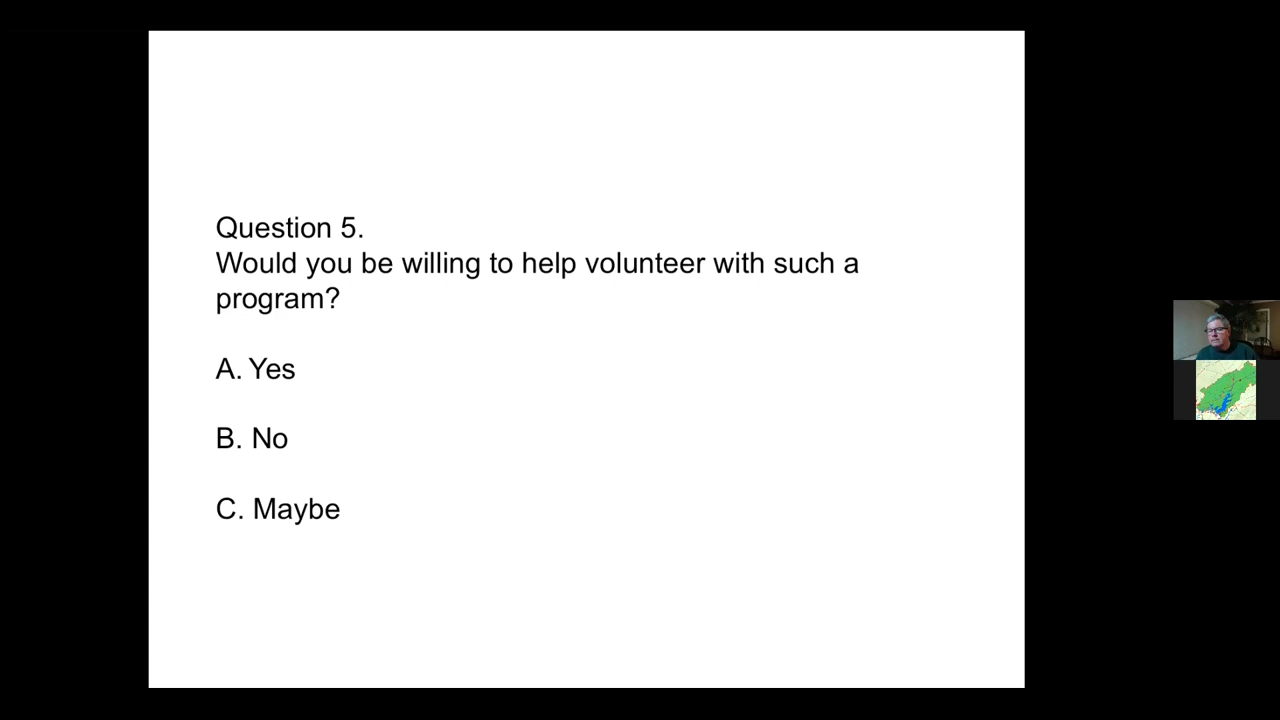 Question 5.
Would you be willing to help volunteer with such a
program?
A. Yes
B. No
C. Maybe